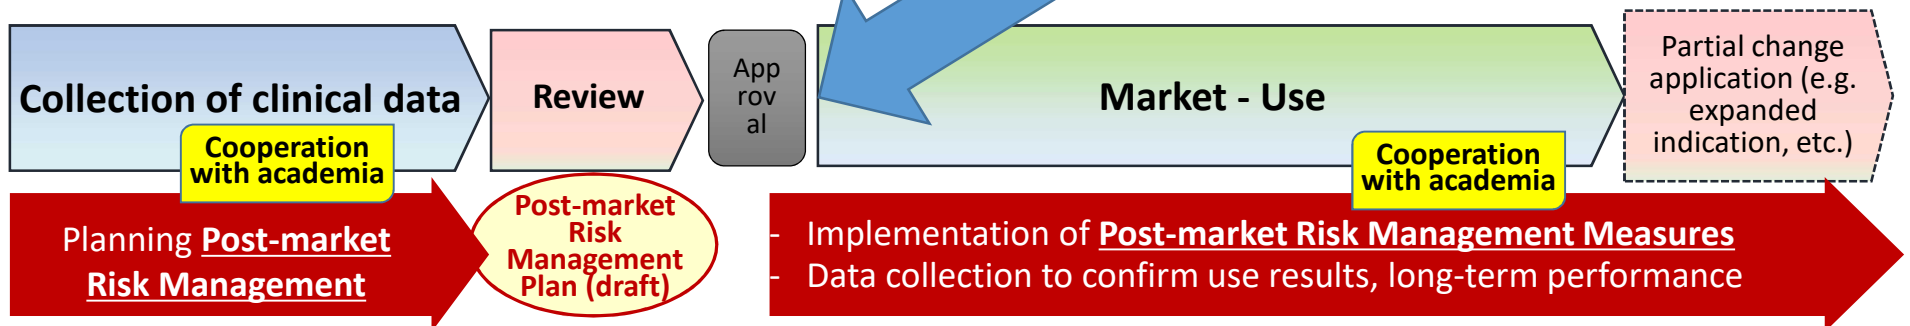 Collection of clinical data
Cooperation
with academia
Review
App
rov
al
Market - Use
Cooperation
with academia
Partial change
application (e.g.
expanded
indication, etc.)
Planning Post-market
Risk Management
Post-market
Risk
Management
Plan (draft)
- Implementation of Post-market Risk Management Measures
- Data collection to confirm use results, long-term performance